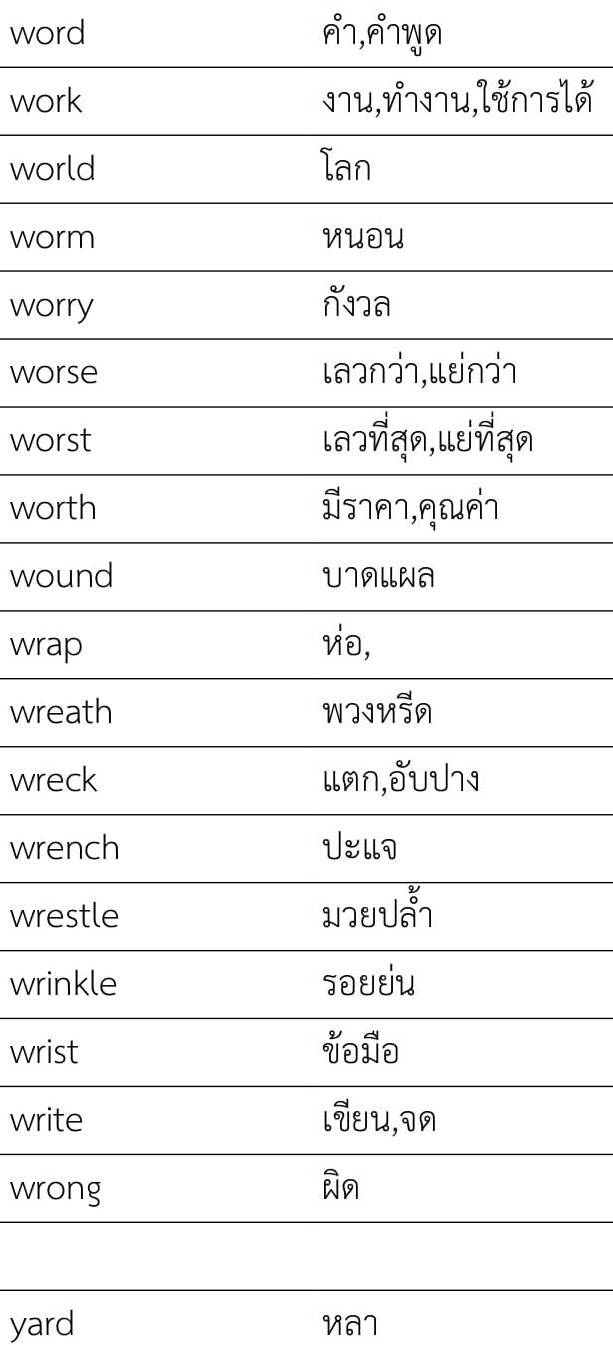 word คำ,คำพูด
work งาน,ทำงาน,ใช้การได้
world โลก
worm หนอน
worry กังวล
worse เลวกว่า,แย่กว่า
worst เลวที่สุด,แย่ที่สุด
worth มีราคา,คุณค่า
wound บาดแผล
wrap ห่อ,
wreath พวงหรีด
wreck แตก,อับปาง
wrench ปะแจ
wrestle มวยปล้ำ
wrinkle รอยย่น
wrist ข้อมือ
write เขียน,จด
wrong ผิด
yard หลา